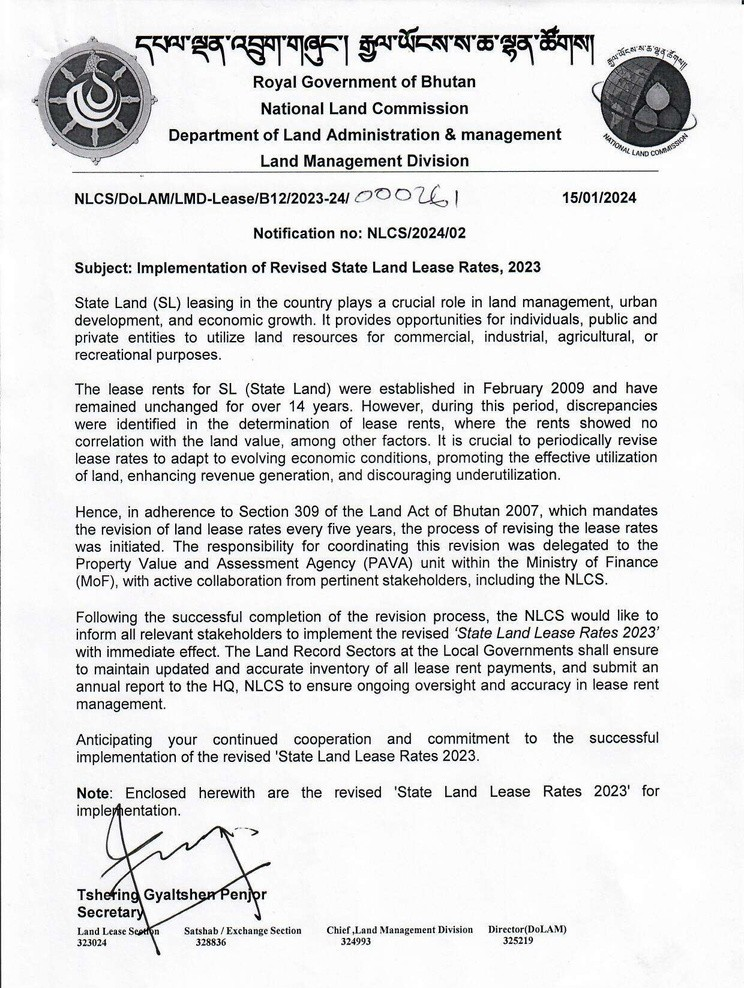 དཔལ་ལྡན་འབྲུག་གཞུང་། རྒྱལ་ཡོངས་ས་ཆ་ལྷན་ཚོགས།
རྒྱལ་ཡོངས་ས་ཆ་ལྷན་ཚོགས།
NATIONAL LAND COMMISSION
Royal Government of Bhutan
National Land Commission
Department of Land Administration & management
Land Management Division
NLCS/DoLAM/LMD-Lease/B12/2023-24/ 000261 15/01/2024
Notification no: NLCS/2024/02
Subject: Implementation of Revised State Land Lease Rates, 2023
State Land (SL) leasing in the country plays a crucial role in land management, urban
development, and economic growth. It provides opportunities for individuals, public and
private entities to utilize land resources for commercial, industrial, agricultural, or
recreational purposes.
The lease rents for SL (State Land) were established in February 2009 and have
remained unchanged for over 14 years. However, during this period, discrepancies
were identified in the determination of lease rents, where the rents showed no
correlation with the land value, among other factors. It is crucial to periodically revise
lease rates to adapt to evolving economic conditions, promoting the effective utilization
of land, enhancing revenue generation, and discouraging underutilization.
Hence, in adherence to Section 309 of the Land Act of Bhutan 2007, which mandates
the revision of land lease rates every five years, the process of revising the lease rates
was initiated. The responsibility for coordinating this revision was delegated to the
Property Value and Assessment Agency (PAVA) unit within the Ministry of Finance
(MoF), with active collaboration from pertinent stakeholders, including the NLCS.
Following the successful completion of the revision process, the NLCS would like to
inform all relevant stakeholders to implement the revised 'State Land Lease Rates 2023'
with immediate effect. The Land Record Sectors at the Local Governments shall ensure
to maintain updated and accurate inventory of all lease rent payments, and submit an
annual report to the HQ, NLCS to ensure ongoing oversight and accuracy in lease rent
management.
Anticipating your continued cooperation and commitment to the successful
implementation of the revised 'State Land Lease Rates 2023.
Note: Enclosed herewith are the revised 'State Land Lease Rates 2023' for
implementation.
Tshering Gyaltshen Penjor
Secretary
Land Lease Section Satshab / Exchange Section Chief ,Land Management Division Director(DoLAM)
323024 328836 324993 325219